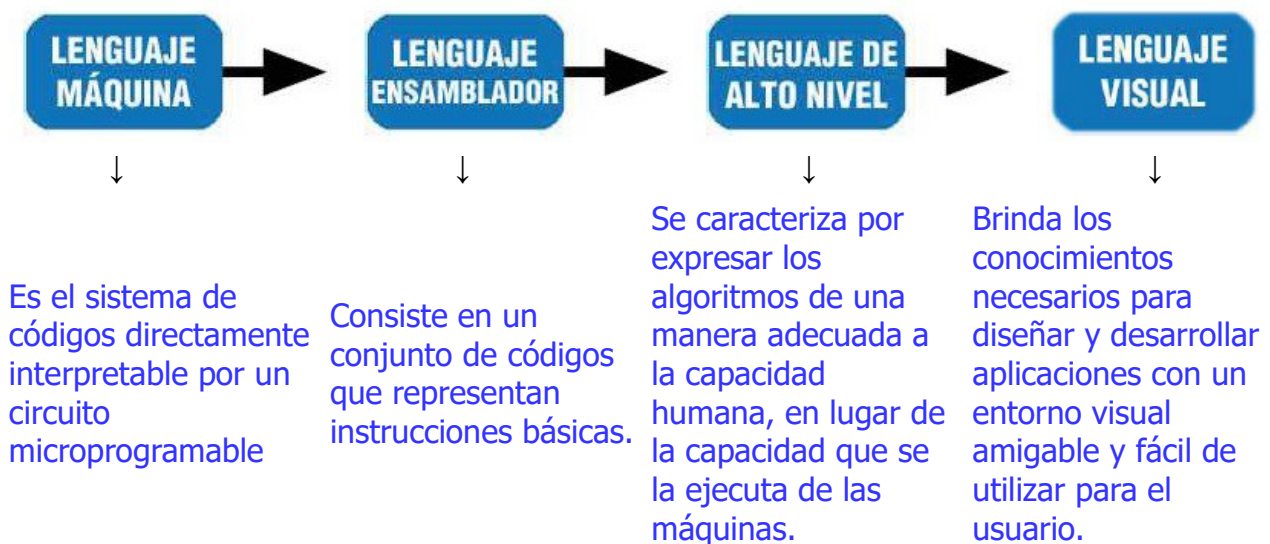 LENGUAJE
MÁQUINA
LENGUAJE
ENSAMBLADOR
LENGUAJE DE
ALTO NIVEL
LENGUAJE
VISUAL
↓
↓
↓
↓
Es el sistema de
códigos directamente
interpretable por un
circuito
microprogramable
Consiste en un
conjunto de códigos
que representan
instrucciones básicas.
Se caracteriza por
expresar los
algoritmos de una
manera adecuada a
la capacidad
humana, en lugar de
la capacidad que se
la ejecuta de las
máquinas.
Brinda los
conocimientos
necesarios para
diseñar y desarrollar
aplicaciones con un
entorno visual
amigable y fácil de
utilizar para el
usuario.